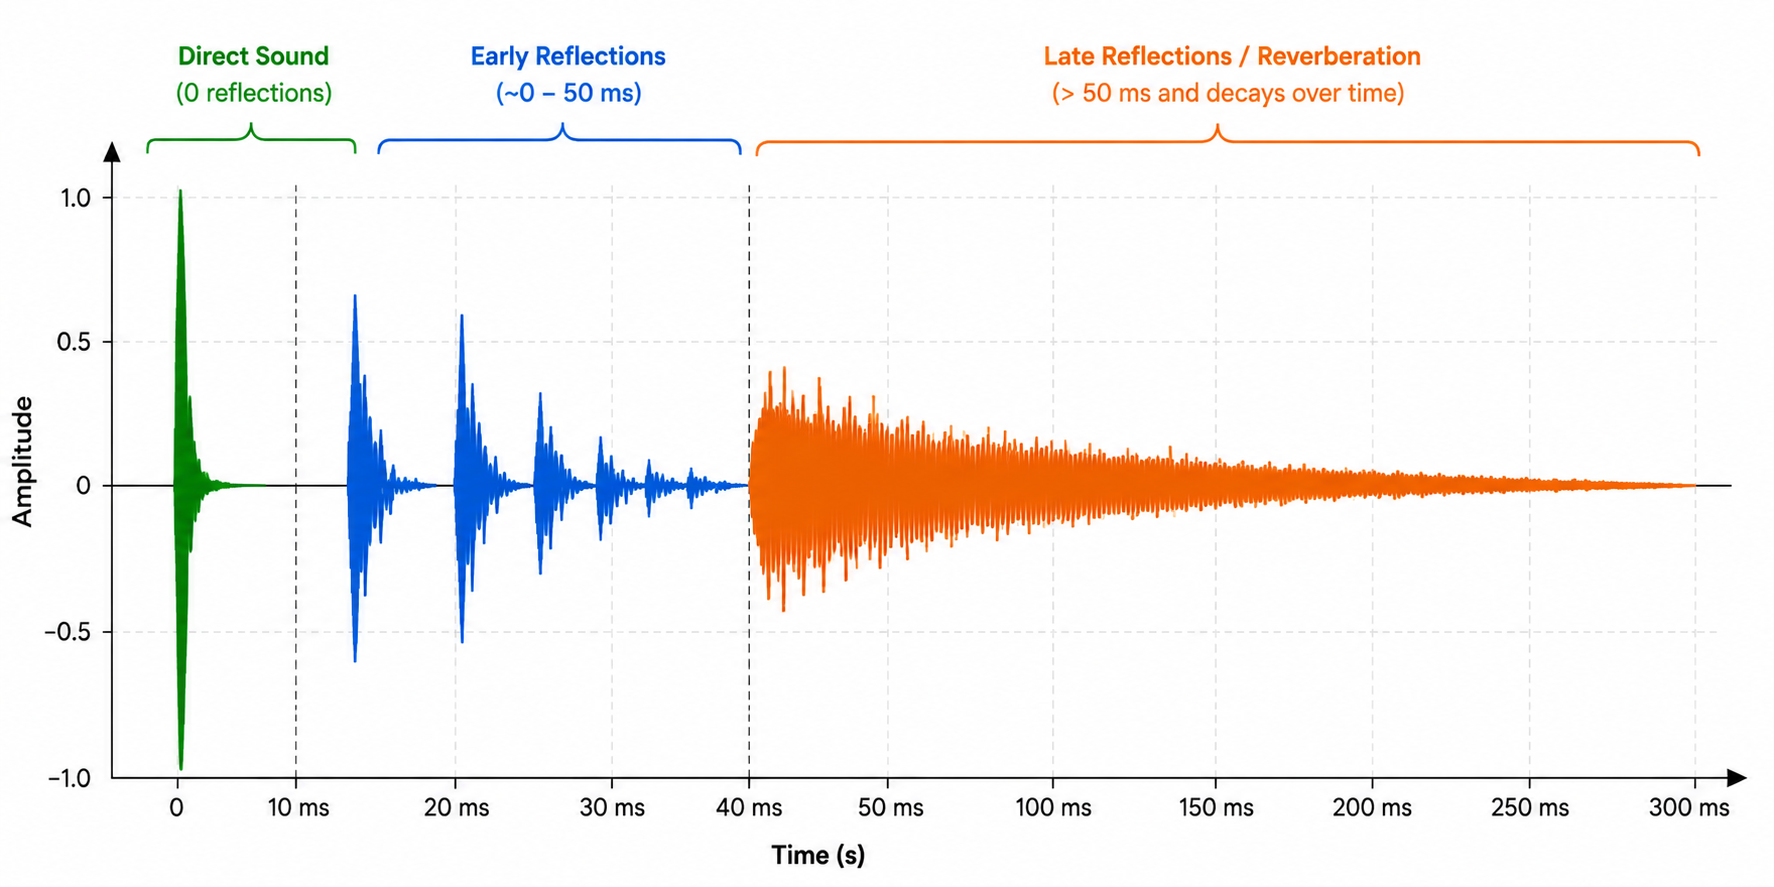 Direct Sound
(0 reflections)
Early Reflections
(~0 – 50 ms)
Late Reflections / Reverberation
(> 50 ms and decays over time)
Amplitude
1.0
0.5
0
−0.5
−1.0
0
10 ms
20 ms
30 ms
40 ms
50 ms
100 ms
150 ms
200 ms
250 ms
300 ms
Time (s)